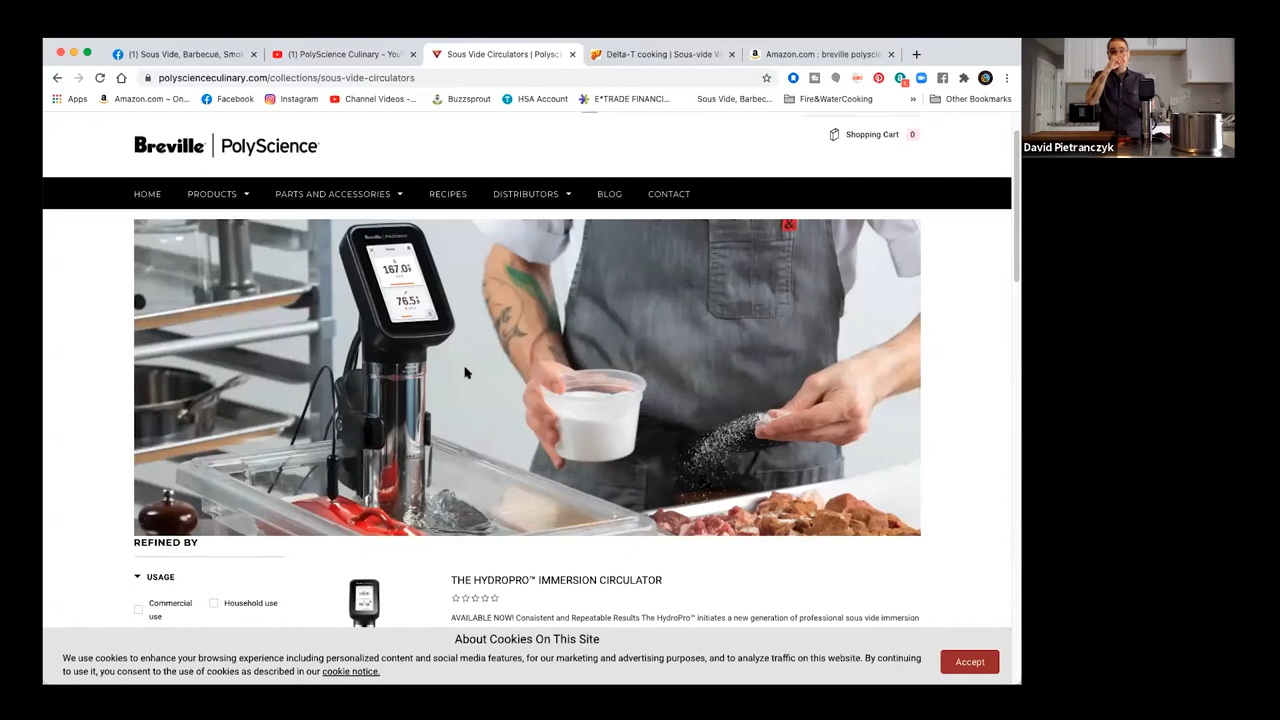 (1) Sous Vide, Barbecue, Smok
(1) PolyScience Culinary - YouT
Sous Vide Circulators | Polysci
Delta-T cooking | Sous-vide W
Amazon.com : breville polyscie
polyscienceculinary.com/collections/sous-vide-circulators
Apps
Amazon.com – On...
Facebook
Instagram
Channel Videos -...
Buzzsprout
HSA Account
E*TRADE FINANCI...
Sous Vide, Barbec...
Fire&WaterCooking
»
Other Bookmarks
David Pietranczyk
Breville | PolyScience®
Shopping Cart 0
HOME
PRODUCTS
PARTS AND ACCESSORIES
RECIPES
DISTRIBUTORS
BLOG
CONTACT
Breville | PolyScience
167.0
76.5
&
REFINED BY
USAGE
Commercial use
Household use
THE HYDROPRO™ IMMERSION CIRCULATOR
AVAILABLE NOW! Consistent and Repeatable Results The HydroPro™ initiates a new generation of professional sous vide immersion
About Cookies On This Site
We use cookies to enhance your browsing experience including personalized content and social media features, for our marketing and advertising purposes, and to analyze traffic on this website. By continuing
to use it, you consent to the use of cookies as described in our cookie notice.
Accept